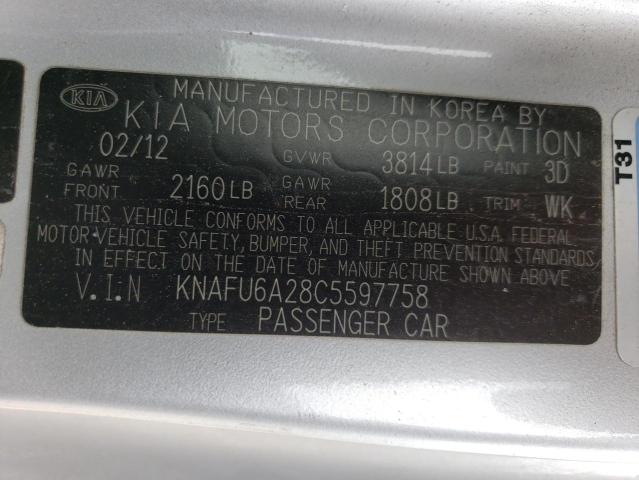 KIA
MANUFACTURED IN KOREA BY
KIA MOTORS CORPORATION
02/12 GVWR 3814LB PAINT 3D
GAWR FRONT 2160LB GAWR REAR 1808LB TRIM WK
THIS VEHICLE CONFORMS TO ALL APPLICABLE U.S.A. FEDERAL
MOTOR VEHICLE SAFETY, BUMPER, AND THEFT PREVENTION STANDARDS
IN EFFECT ON THE DATE OF MANUFACTURE SHOWN ABOVE
V.I.N KNAFU6A28C5597758
TYPE PASSENGER CAR
T31